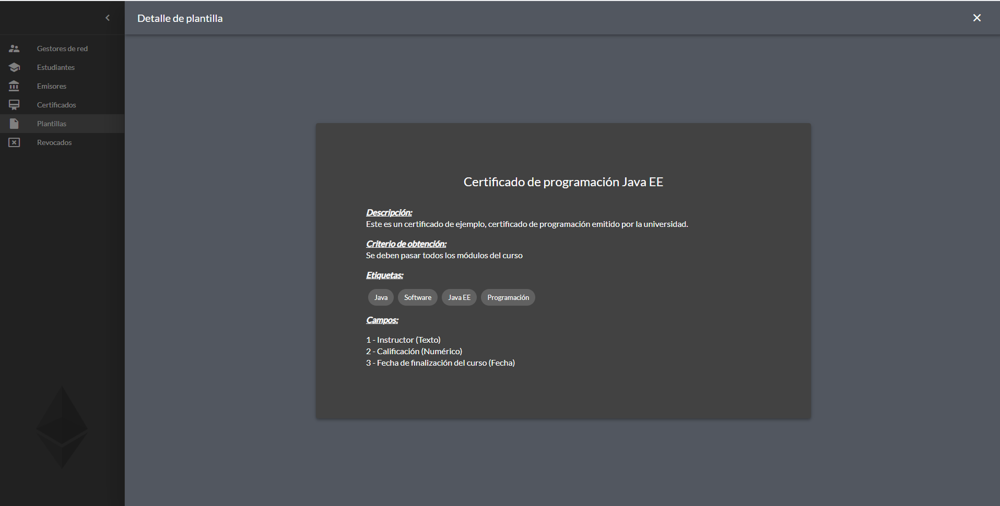 Detalle de plantilla
Gestores de red
Estudiantes
Emisores
Certificados
Plantillas
Revocados
Certificado de programación Java EE
Descripción:
Este es un certificado de ejemplo, certificado de programación emitido por la universidad.
Criterio de obtención:
Se deben pasar todos los módulos del curso
Etiquetas:
Java Software Java EE Programación
Campos:
1 - Instructor (Texto)
2 - Calificación (Numérico)
3 - Fecha de finalización del curso (Fecha)